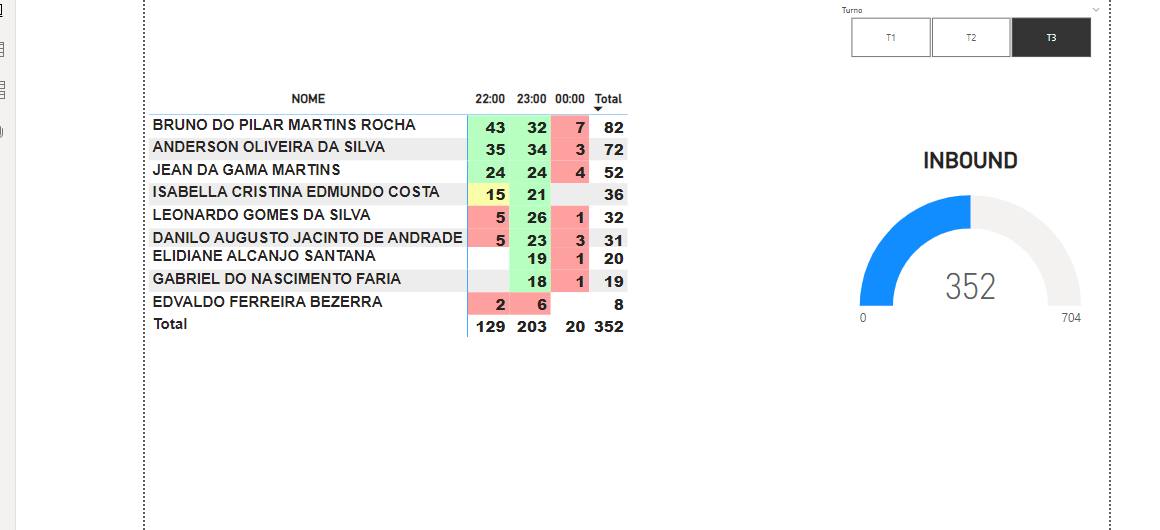 Turno
T1 T2 T3
NOME 22:00 23:00 00:00 Total
BRUNO DO PILAR MARTINS ROCHA 43 32 7 82
ANDERSON OLIVEIRA DA SILVA 35 34 3 72
JEAN DA GAMA MARTINS 24 24 4 52
ISABELLA CRISTINA EDMUNDO COSTA 15 21 36
LEONARDO GOMES DA SILVA 5 26 1 32
DANILO AUGUSTO JACINTO DE ANDRADE 5 23 3 31
ELIDIANE ALCANJO SANTANA 19 1 20
GABRIEL DO NASCIMENTO FARIA 18 1 19
EDVALDO FERREIRA BEZERRA 2 6 8
Total 129 203 20 352
INBOUND
352
0 704